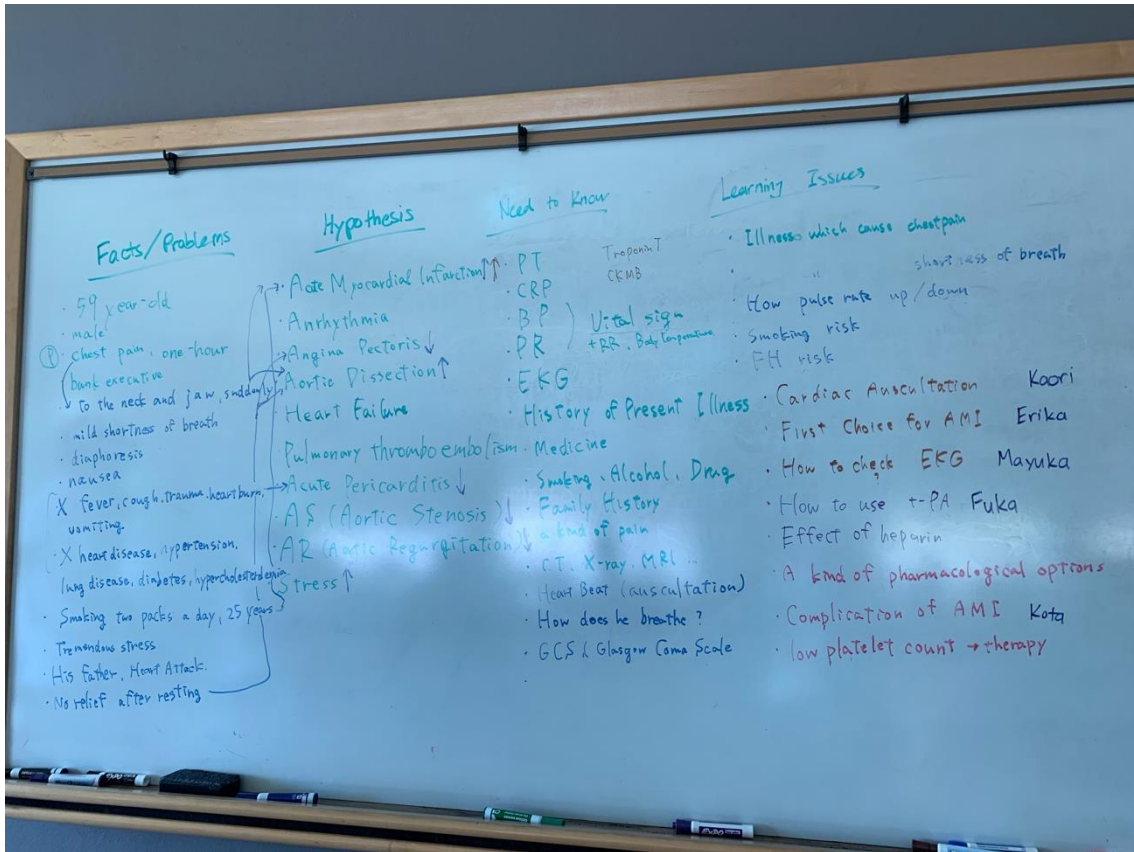 Facts/Problems
· 59 year-old
· male
Ⓟ· chest pain, one-hour
bank executive
to the neck and jaw, suddenly
· mild shortness of breath
· diaphoresis
· nausea
X fever, cough, trauma, heartburn,
vomiting.
· X heart disease, hypertension,
lung disease, diabetes, hypercholesterolemia
· Smoking two packs a day, 25 years
· Tremendous stress
· His father, Heart Attack.
· No relief after resting
Hypothesis
· Acute Myocardial Infarction ↑↑
· Arrhythmia
· Angina Pectoris ↓
· Aortic Dissection ↑
· Heart Failure
· Pulmonary thromboembolism
· Acute Pericarditis ↓
· AS (Aortic Stenosis) ↓
· AR (Aortic Regurgitation) ↓
· Stress ↑
Need to Know
· PT
Troponin T
CKMB
· CRP
· BP
· PR
Vital sign
+ RR. Body temperature
· EKG
· History of Present Illness
· Medicine
· Smoking, Alcohol, Drug
· Family History
· a kind of pain
· CT. X-ray. MRI ...
· Heart Beat (auscultation)
· How does he breathe?
· GCS Glasgow Coma Scale
·
Learning Issues
· Illness which cause chest pain
· 〃 shortness of breath
· How pulse rate up/down
· Smoking risk
· FH risk
· Cardiac Auscultation Kaori
· First Choice for AMI Erika
· How to check EKG Mayuka
· How to use t-PA Fuka
· Effect of heparin
· A kind of pharmacological options
· Complication of AMI Kota
· low platelet count → therapy
EXPO
EXPO